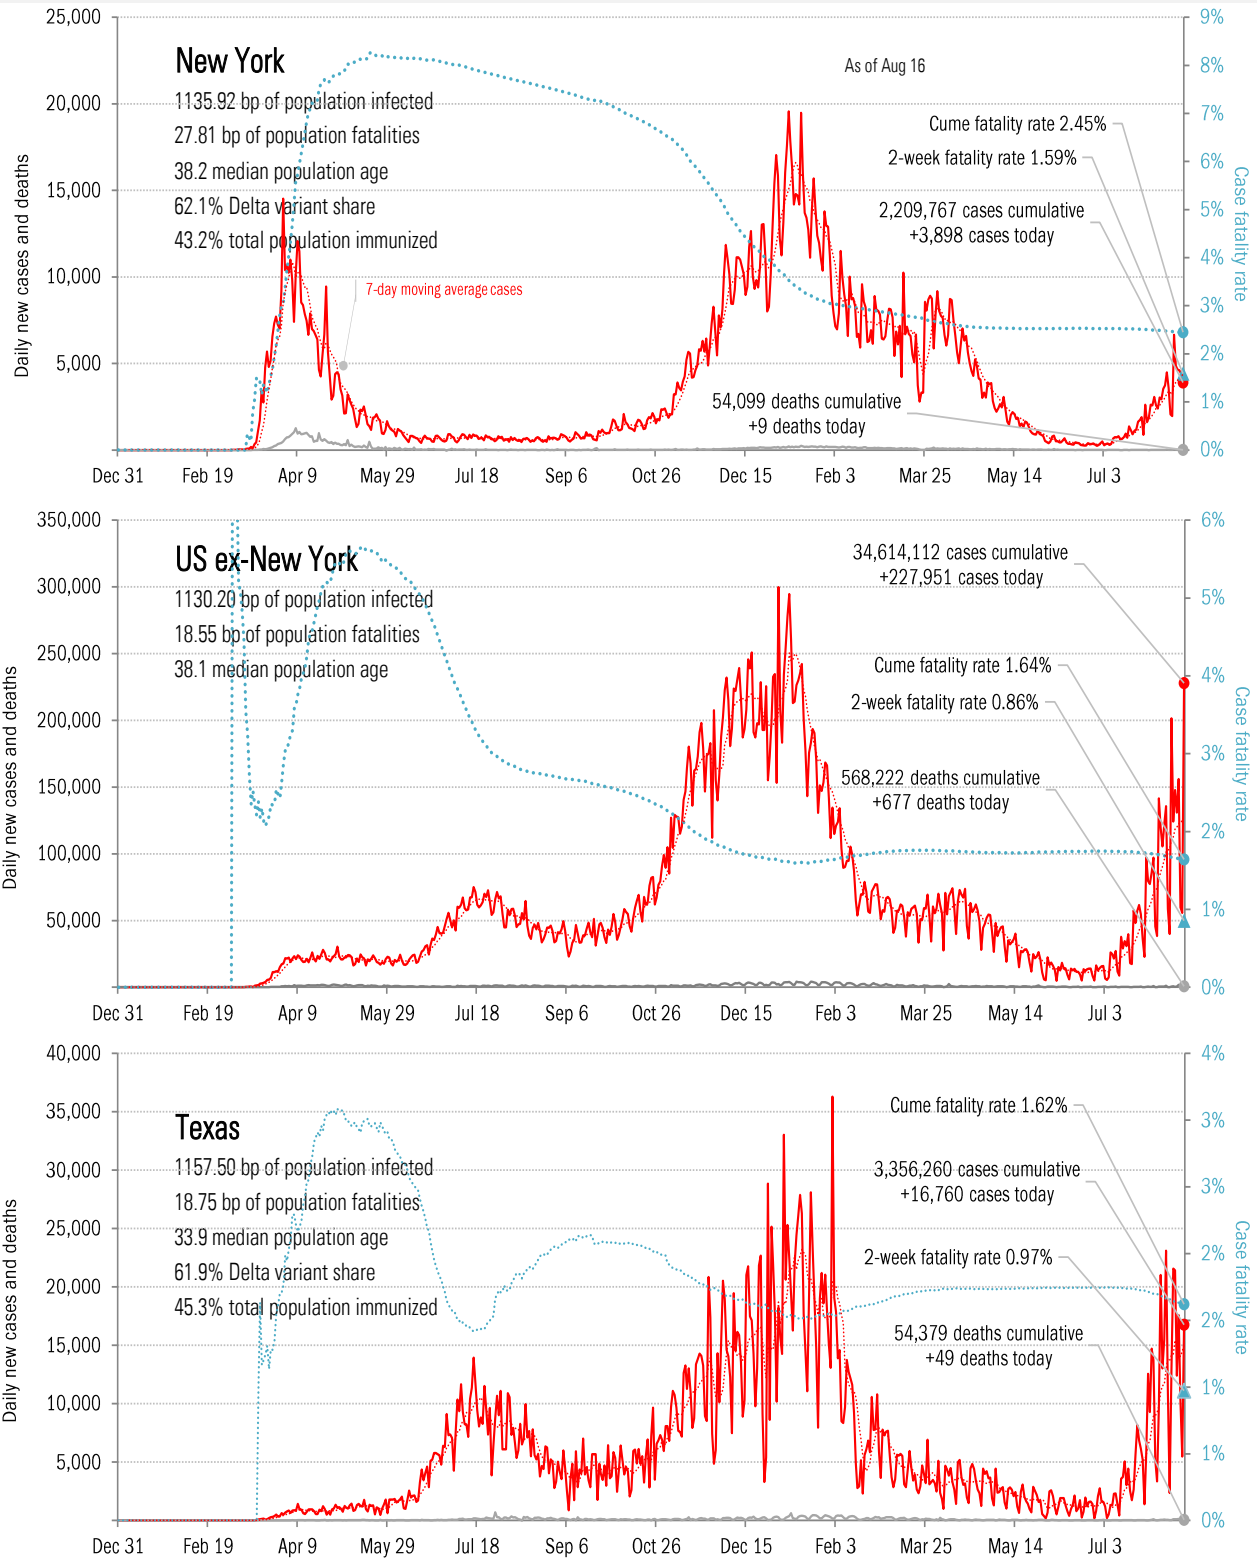 25,000
20,000
15,000
10,000
5,000
Daily new cases and deaths
New York
1135.92 bp of population infected
27.81 bp of population fatalities
38.2 median population age
62.1% Delta variant share
43.2% total population immunized
7-day moving average cases
As of Aug 16
Cume fatality rate 2.45%
2-week fatality rate 1.59%
2,209,767 cases cumulative
+3,898 cases today
54,099 deaths cumulative
+9 deaths today
9%
8%
7%
6%
5%
4%
3%
2%
1%
0%
Case fatality rate
Dec 31
Feb 19
Apr 9
May 29
Jul 18
Sep 6
Oct 26
Dec 15
Feb 3
Mar 25
May 14
Jul 3
350,000
300,000
250,000
200,000
150,000
100,000
50,000
Daily new cases and deaths
US ex-New York
1130.20 bp of population infected
18.55 bp of population fatalities
38.1 median population age
34,614,112 cases cumulative
+227,951 cases today
Cume fatality rate 1.64%
2-week fatality rate 0.86%
568,222 deaths cumulative
+677 deaths today
6%
5%
4%
3%
2%
1%
0%
Case fatality rate
Dec 31
Feb 19
Apr 9
May 29
Jul 18
Sep 6
Oct 26
Dec 15
Feb 3
Mar 25
May 14
Jul 3
40,000
35,000
30,000
25,000
20,000
15,000
10,000
5,000
Daily new cases and deaths
Texas
1157.50 bp of population infected
18.75 bp of population fatalities
33.9 median population age
61.9% Delta variant share
45.3% total population immunized
Cume fatality rate 1.62%
3,356,260 cases cumulative
+16,760 cases today
2-week fatality rate 0.97%
54,379 deaths cumulative
+49 deaths today
4%
3%
3%
2%
2%
1%
1%
0%
Case fatality rate
Dec 31
Feb 19
Apr 9
May 29
Jul 18
Sep 6
Oct 26
Dec 15
Feb 3
Mar 25
May 14
Jul 3